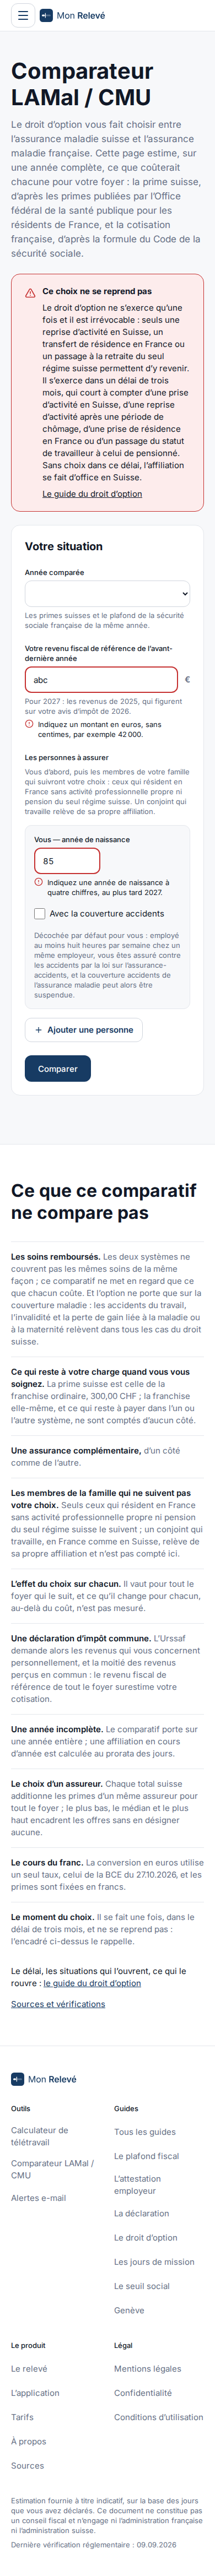 Mon Relevé
Comparateur
LAMal / CMU
Le droit d’option vous fait choisir entre
l’assurance maladie suisse et l’assurance
maladie française. Cette page estime, sur
une année complète, ce que coûterait
chacune pour votre foyer : la prime suisse,
d’après les primes publiées par l’Office
fédéral de la santé publique pour les
résidents de France, et la cotisation
française, d’après la formule du Code de la
sécurité sociale.
Ce choix ne se reprend pas
Le droit d’option ne s’exerce qu’une
fois et il est irrévocable : seuls une
reprise d’activité en Suisse, un
transfert de résidence en France ou
un passage à la retraite du seul
régime suisse permettent d’y revenir.
Il s’exerce dans un délai de trois
mois, qui court à compter d’une prise
d’activité en Suisse, d’une reprise
d’activité après une période de
chômage, d’une prise de résidence
en France ou d’un passage du statut
de travailleur à celui de pensionné.
Sans choix dans ce délai, l’affiliation
se fait d’office en Suisse.
Le guide du droit d’option
Votre situation
Année comparée
Les primes suisses et le plafond de la sécurité
sociale française de la même année.
Votre revenu fiscal de référence de l’avant-
dernière année
abc €
Pour 2027 : les revenus de 2025, qui figurent
sur votre avis d’impôt de 2026.
Indiquez un montant en euros, sans
centimes, par exemple 42 000.
Les personnes à assurer
Vous d’abord, puis les membres de votre famille
qui suivront votre choix : ceux qui résident en
France sans activité professionnelle propre ni
pension du seul régime suisse. Un conjoint qui
travaille relève de sa propre affiliation.
Vous — année de naissance
85
Indiquez une année de naissance à
quatre chiffres, au plus tard 2027.
Avec la couverture accidents
Décochée par défaut pour vous : employé
au moins huit heures par semaine chez un
même employeur, vous êtes assuré contre
les accidents par la loi sur l’assurance-
accidents, et la couverture accidents de
l’assurance maladie peut alors être
suspendue.
Ajouter une personne
Comparer
Ce que ce comparatif
ne compare pas
Les soins remboursés. Les deux systèmes ne
couvrent pas les mêmes soins de la même
façon ; ce comparatif ne met en regard que ce
que chacun coûte. Et l’option ne porte que sur la
couverture maladie : les accidents du travail,
l’invalidité et la perte de gain liée à la maladie ou
à la maternité relèvent dans tous les cas du droit
suisse.
Ce qui reste à votre charge quand vous vous
soignez. La prime suisse est celle de la
franchise ordinaire, 300,00 CHF ; la franchise
elle-même, et ce qui reste à payer dans l’un ou
l’autre système, ne sont comptés d’aucun côté.
Une assurance complémentaire, d’un côté
comme de l’autre.
Les membres de la famille qui ne suivent pas
votre choix. Seuls ceux qui résident en France
sans activité professionnelle propre ni pension
du seul régime suisse le suivent ; un conjoint qui
travaille, en France comme en Suisse, relève de
sa propre affiliation et n’est pas compté ici.
L’effet du choix sur chacun. Il vaut pour tout le
foyer qui le suit, et ce qu’il change pour chacun,
au-delà du coût, n’est pas mesuré.
Une déclaration d’impôt commune. L’Urssaf
demande alors les revenus qui vous concernent
personnellement, et la moitié des revenus
perçus en commun : le revenu fiscal de
référence de tout le foyer surestime votre
cotisation.
Une année incomplète. Le comparatif porte sur
une année entière ; une affiliation en cours
d’année est calculée au prorata des jours.
Le choix d’un assureur. Chaque total suisse
additionne les primes d’un même assureur pour
tout le foyer ; le plus bas, le médian et le plus
haut encadrent les offres sans en désigner
aucune.
Le cours du franc. La conversion en euros utilise
un seul taux, celui de la BCE du 27.10.2026, et les
primes sont fixées en francs.
Le moment du choix. Il se fait une fois, dans le
délai de trois mois, et ne se reprend pas :
l’encadré ci-dessus le rappelle.
Le délai, les situations qui l’ouvrent, ce qui le
rouvre : le guide du droit d’option
Sources et vérifications
Mon Relevé
Outils
Calculateur de
télétravail
Comparateur LAMal /
CMU
Alertes e-mail
Guides
Tous les guides
Le plafond fiscal
L’attestation
employeur
La déclaration
Le droit d’option
Les jours de mission
Le seuil social
Genève
Le produit
Le relevé
L’application
Tarifs
À propos
Sources
Légal
Mentions légales
Confidentialité
Conditions d’utilisation
Estimation fournie à titre indicatif, sur la base des jours
que vous avez déclarés. Ce document ne constitue pas
un conseil fiscal et n’engage ni l’administration française
ni l’administration suisse.
Dernière vérification réglementaire : 09.09.2026